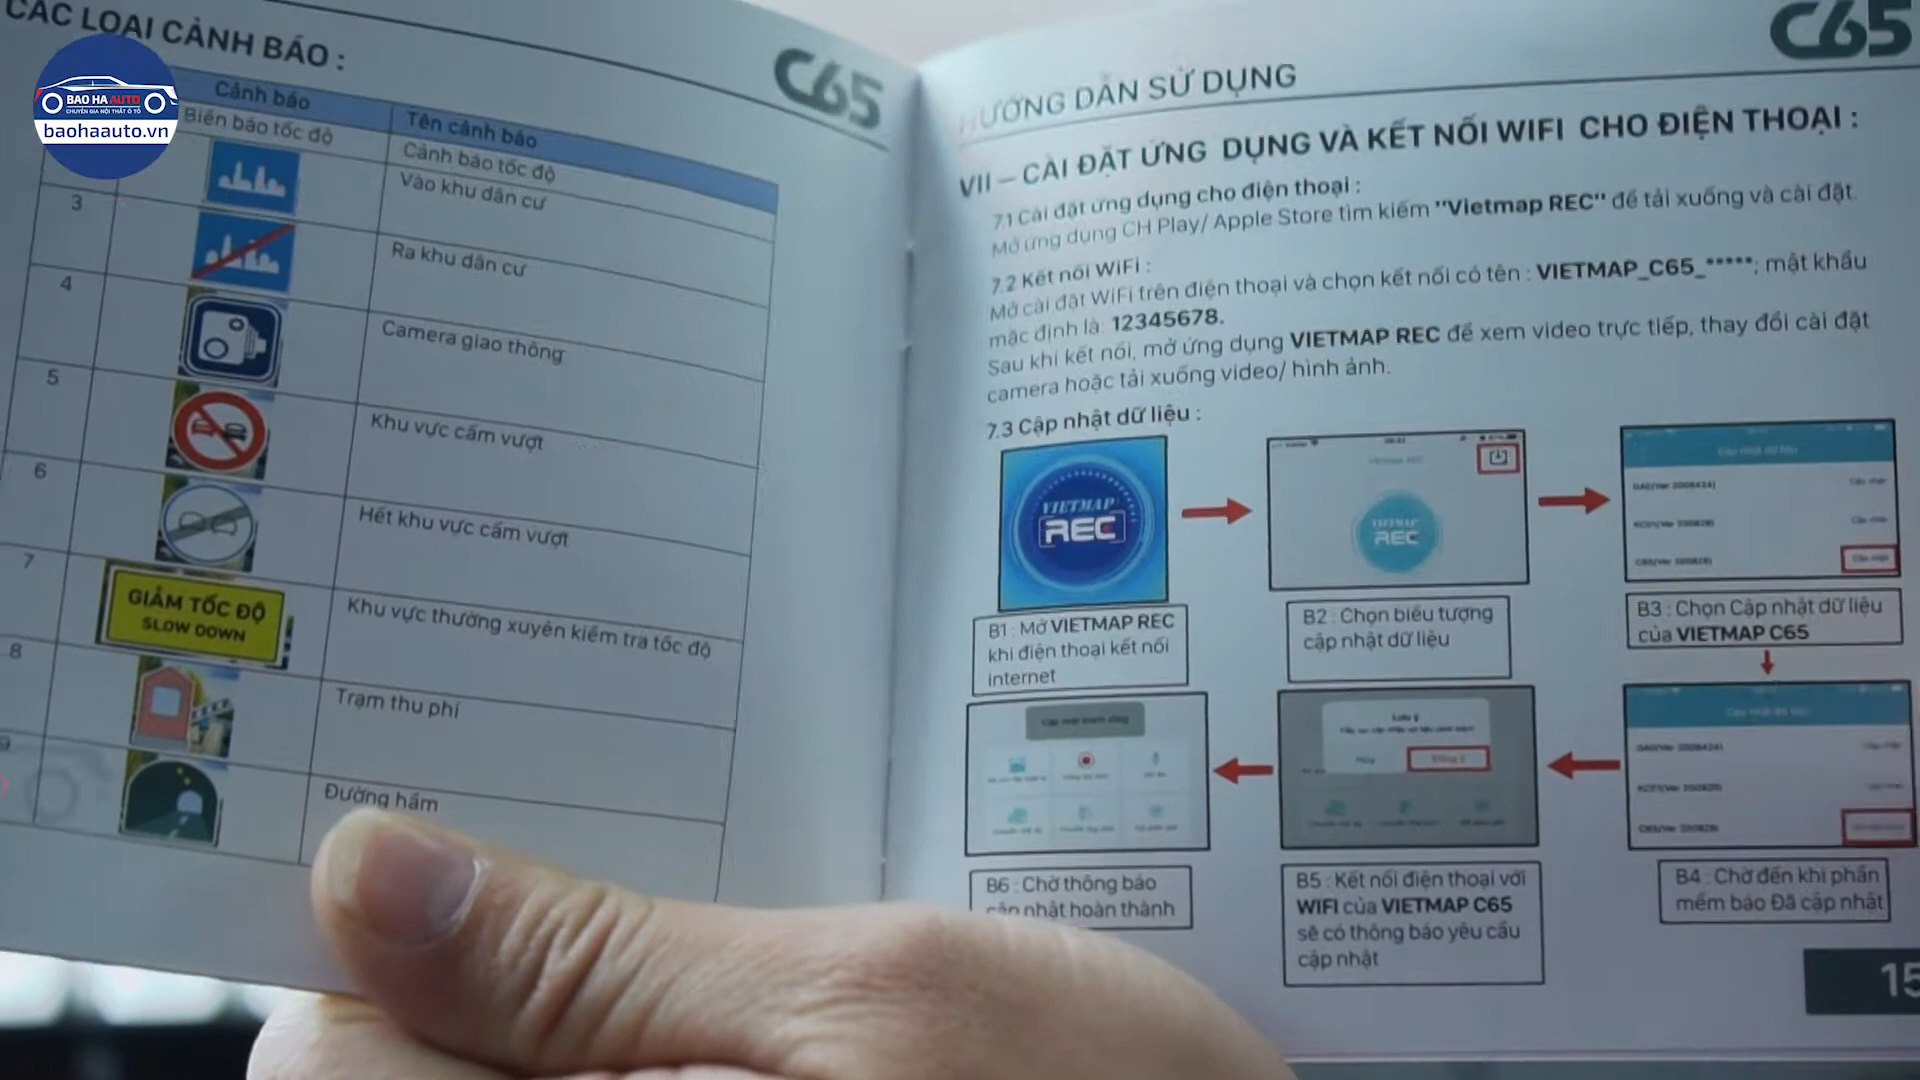 CÁC LOẠI CẢNH BÁO :
C65
BAO HA AUTO
CHUYÊN GIA NỘI THẤT Ô TÔ
baohaauto.vn
Cảnh báo
Tên cảnh báo
Biển báo tốc độ
Cảnh báo tốc độ
Vào khu dân cư
3
Ra khu dân cư
4
Camera giao thông
5
Khu vực cấm vượt
6
Hết khu vực cấm vượt
7
GIẢM TỐC ĐỘ
SLOW DOWN
Khu vực thường xuyên kiểm tra tốc độ
8
Trạm thu phí
9
Đường hầm
C65
HƯỚNG DẪN SỬ DỤNG
VII – CÀI ĐẶT ỨNG DỤNG VÀ KẾT NỐI WIFI CHO ĐIỆN THOẠI :
7.1 Cài đặt ứng dụng cho điện thoại :
Mở ứng dụng CH Play/ Apple Store tìm kiếm "Vietmap REC" để tải xuống và cài đặt.
7.2 Kết nối WiFi :
Mở cài đặt WiFi trên điện thoại và chọn kết nối có tên : VIETMAP_C65_*****; mật khẩu
mặc định là: 12345678.
Sau khi kết nối, mở ứng dụng VIETMAP REC để xem video trực tiếp, thay đổi cài đặt
camera hoặc tải xuống video/ hình ảnh.
7.3 Cập nhật dữ liệu :
VIETMAP
REC
VIETMAP
REC
B1 : Mở VIETMAP REC
khi điện thoại kết nối
internet
B2 : Chọn biểu tượng
cập nhật dữ liệu
B3 : Chọn Cập nhật dữ liệu
của VIETMAP C65
Lưu ý
B6 : Chờ thông báo
cập nhật hoàn thành
B5 : Kết nối điện thoại với
WIFI của VIETMAP C65
sẽ có thông báo yêu cầu
cập nhật
B4 : Chờ đến khi phần
mềm báo Đã cập nhật
15